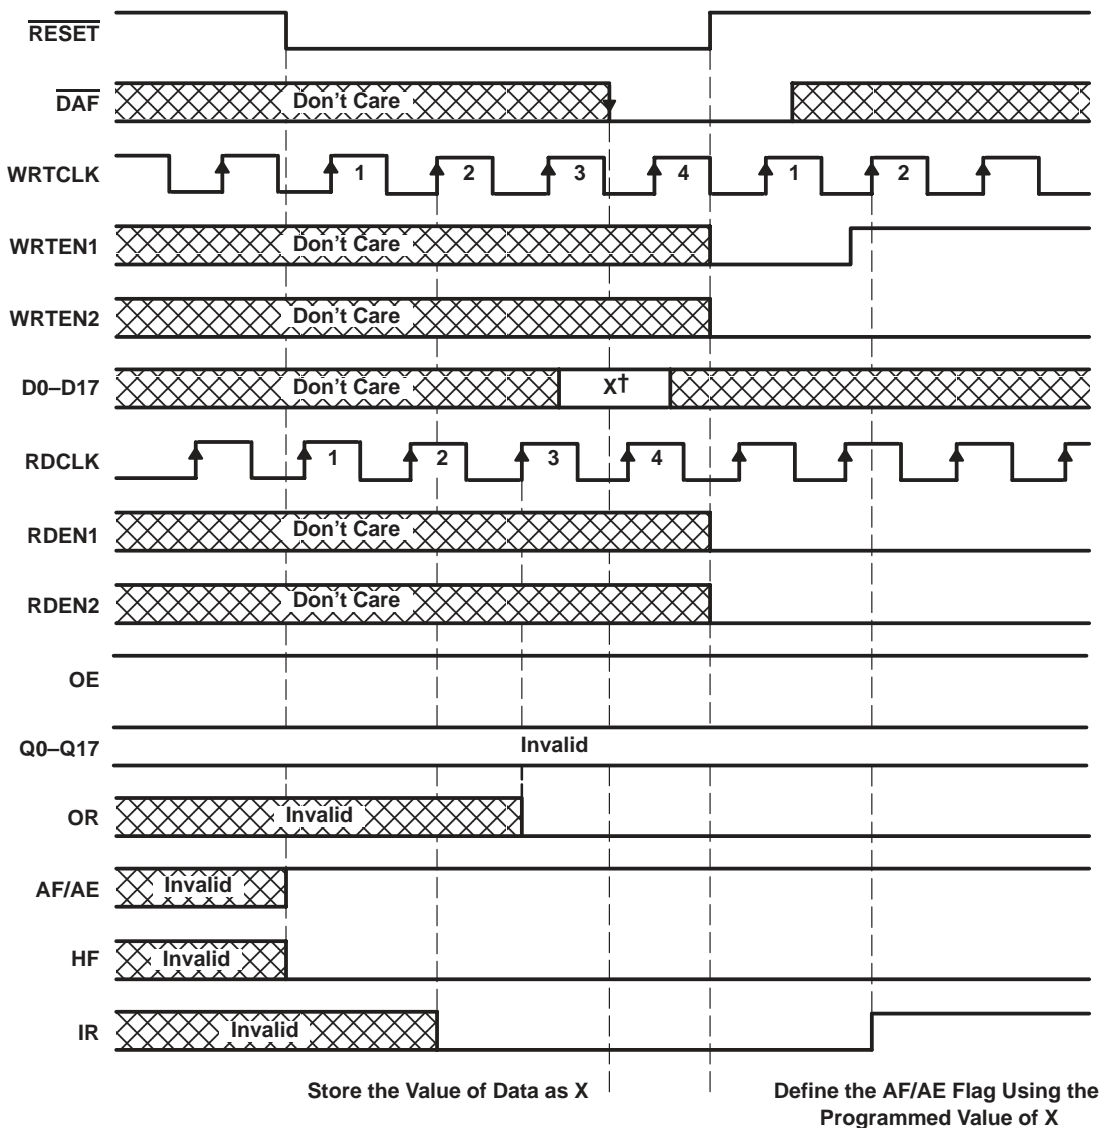 RESET
DAF
Don't Care
WRTCLK
1 2 3 4 1 2
WRTEN1
Don't Care
WRTEN2
Don't Care
D0–D17
Don't Care
X†
RDCLK
1 2 3 4
RDEN1
Don't Care
RDEN2
Don't Care
OE
Q0–Q17
Invalid
OR
Invalid
AF/AE
Invalid
HF
Invalid
IR
Invalid
Store the Value of Data as X
Define the AF/AE Flag Using the
Programmed Value of X